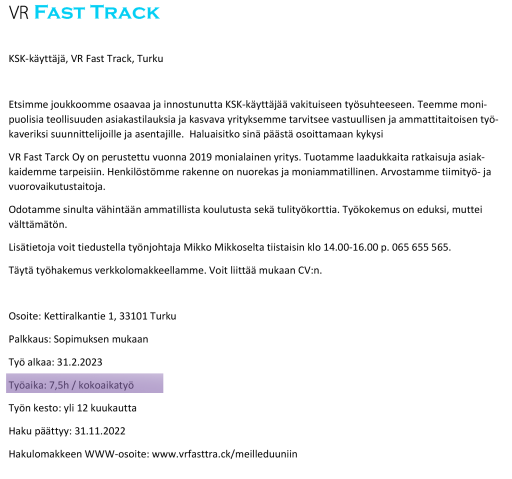 VR FAST TRACK
KSK-käyttäjä, VR Fast Track, Turku
Etsimme joukkoomme osaavaa ja innostunutta KSK-käyttäjää vakituiseen työsuhteeseen. Teemme moni-
puolisia teollisuuden asiakastilauksia ja kasvava yrityksemme tarvitsee vastuullisen ja ammattitaitoisen työ-
kaveriksi suunnittelijoille ja asentajille. Haluaisitko sinä päästä osoittamaan kykysi
VR Fast Tarck Oy on perustettu vuonna 2019 monialainen yritys. Tuotamme laadukkaita ratkaisuja asiak-
kaidemme tarpeisiin. Henkilöstömme rakenne on nuorekas ja moniammatillinen. Arvostamme tiimityö- ja
vuorovaikutustaitoja.
Odotamme sinulta vähintään ammatillista koulutusta sekä tulityökorttia. Työkokemus on eduksi, muttei
välttämätön.
Lisätietoja voit tiedustella työnjohtaja Mikko Mikkoselta tiistaisin klo 14.00-16.00 p. 065 655 565.
Täytä työhakemus verkkolomakkeellamme. Voit liittää mukaan CV:n.
Osoite: Kettiralkantie 1, 33101 Turku
Palkkaus: Sopimuksen mukaan
Työ alkaa: 31.2.2023
Työaika: 7,5h / kokoaikatyö
Työn kesto: yli 12 kuukautta
Haku päättyy: 31.11.2022
Hakulomakkeen WWW-osoite: www.vrfasttra.ck/meilleduuniin